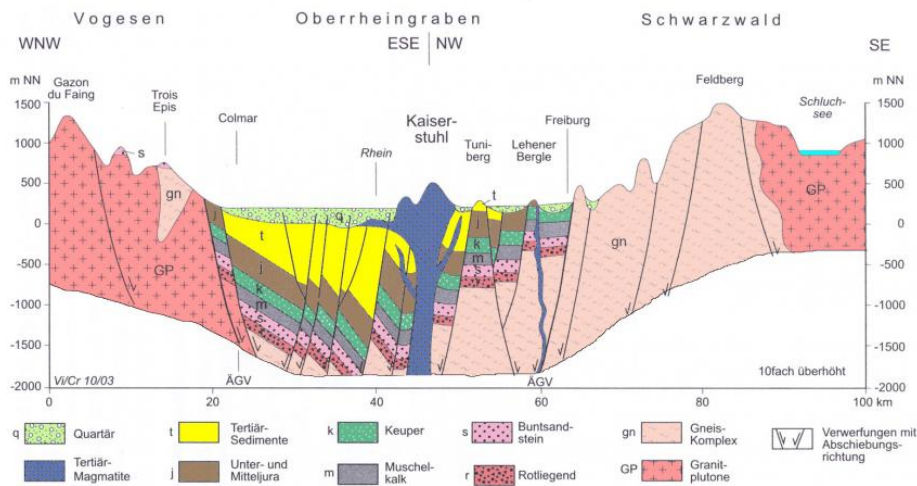 Vogesen Oberrheingraben Schwarzwald
WNW ESE NW SE
m NN m NN
Gazon du Faing
Trois Epis
Colmar
Rhein
Kaiser-
stuhl
Tuni-
berg
Lehener
Bergle
Freiburg
Feldberg
Schluch-
see
1500 1500
1000 1000
500 500
0 0
-500 -500
-1000 -1000
-1500 -1500
-2000 -2000
s
gn
GP
j
t
q
j
k
m
s
r
t
j
k
m
s
gn
GP
Vi/Cr 10/03
ÄGV ÄGV
10fach überhöht
0 20 40 60 80 100 km
q Quartär
t Tertiär-
Sedimente
k Keuper
s Buntsand-
stein
gn Gneis-
Komplex
Verwerfungen mit
Abschiebungs-
richtung
Tertiär-
Magmatite
j Unter- und
Mitteljura
m Muschel-
kalk
r Rotliegend
GP Granit-
plutone